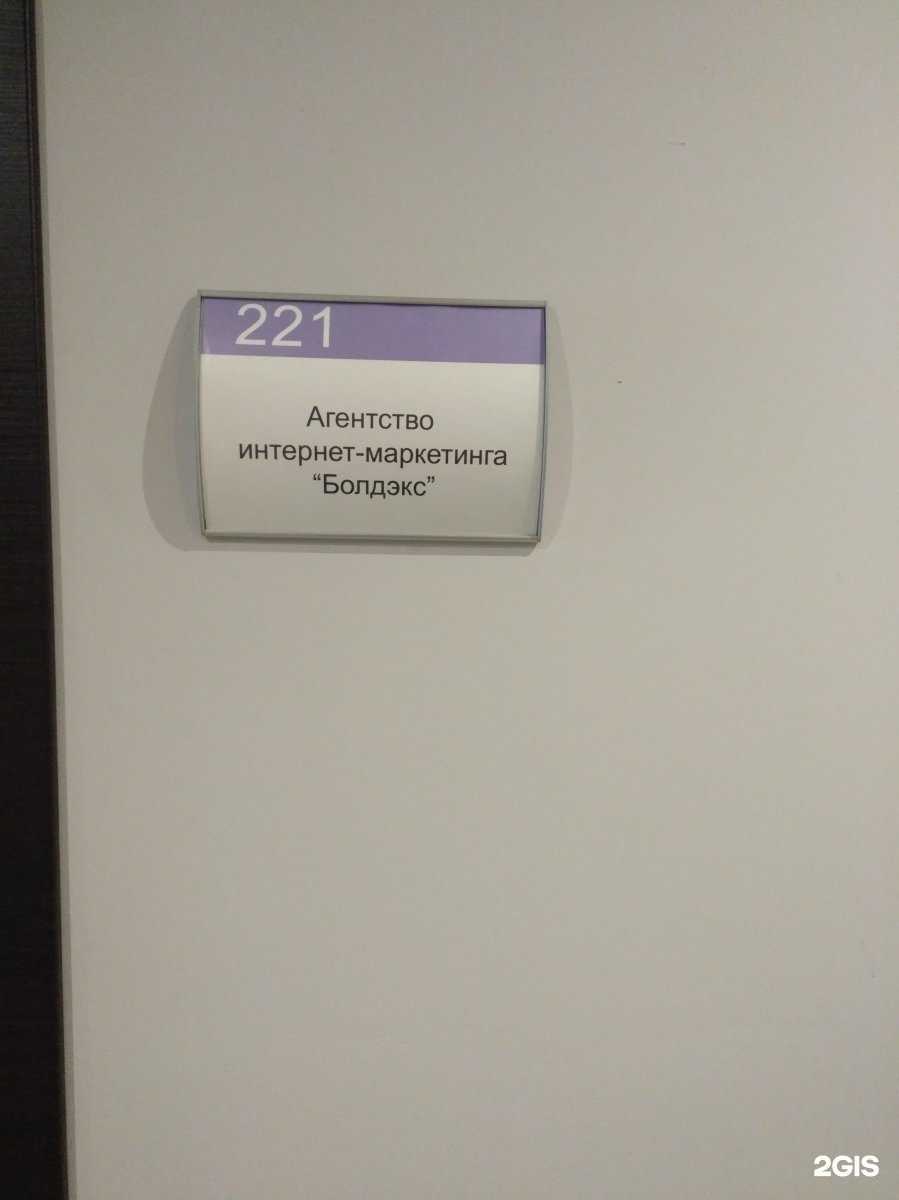 221
Агентство
интернет-маркетинга
“Болдэкс”
2GIS